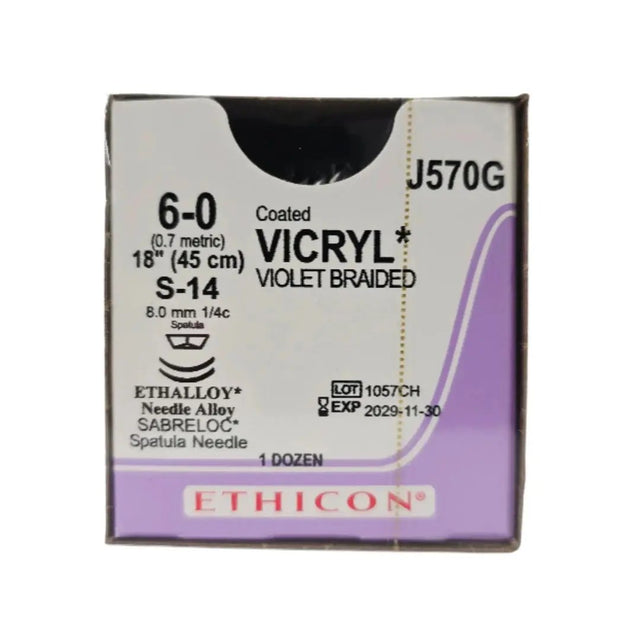 J570G
6-0
(0.7 metric)
18" (45 cm)
S-14
8.0 mm 1/4c
Spatula
ETHALLOY*
Needle Alloy
SABRELOC*
Spatula Needle
Coated
VICRYL*
VIOLET BRAIDED
LOT 1057CH
EXP 2029-11-30
1 DOZEN
ETHICON®